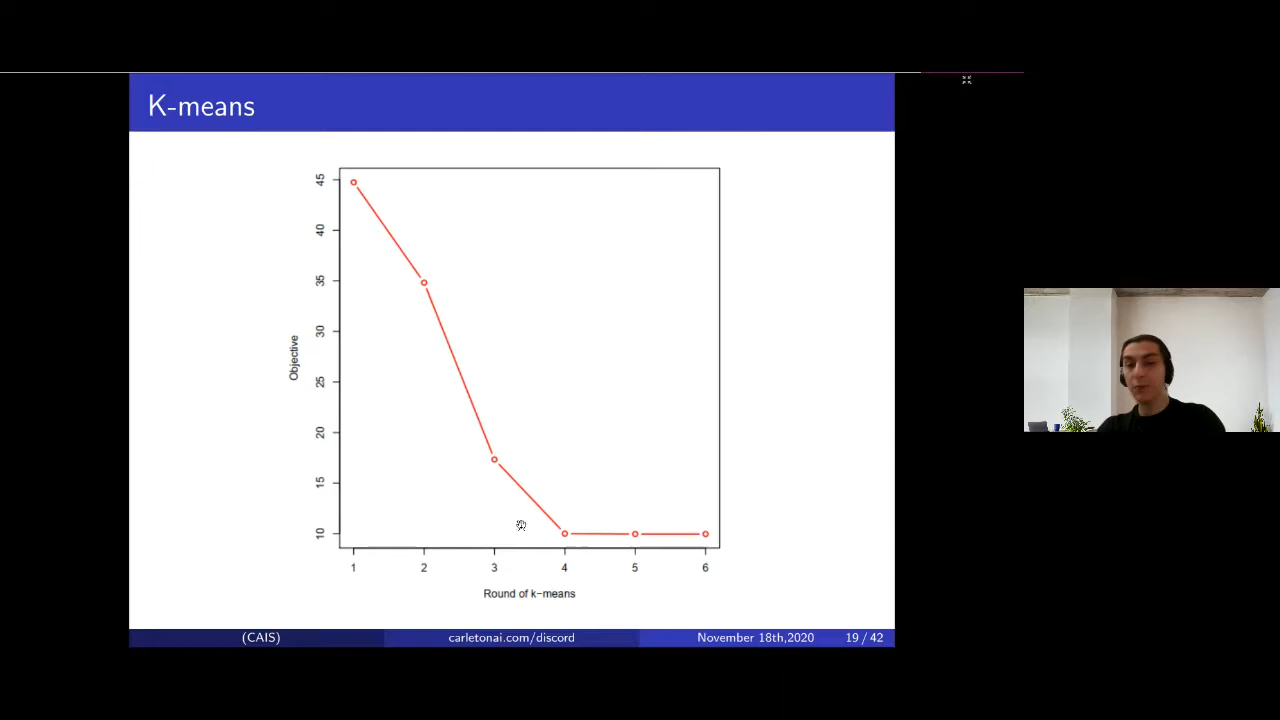 K-means
45
40
35
30
25
20
15
10
Objective
1 2 3 4 5 6
Round of k−means
(CAIS) carletonai.com/discord November 18th,2020 19 / 42